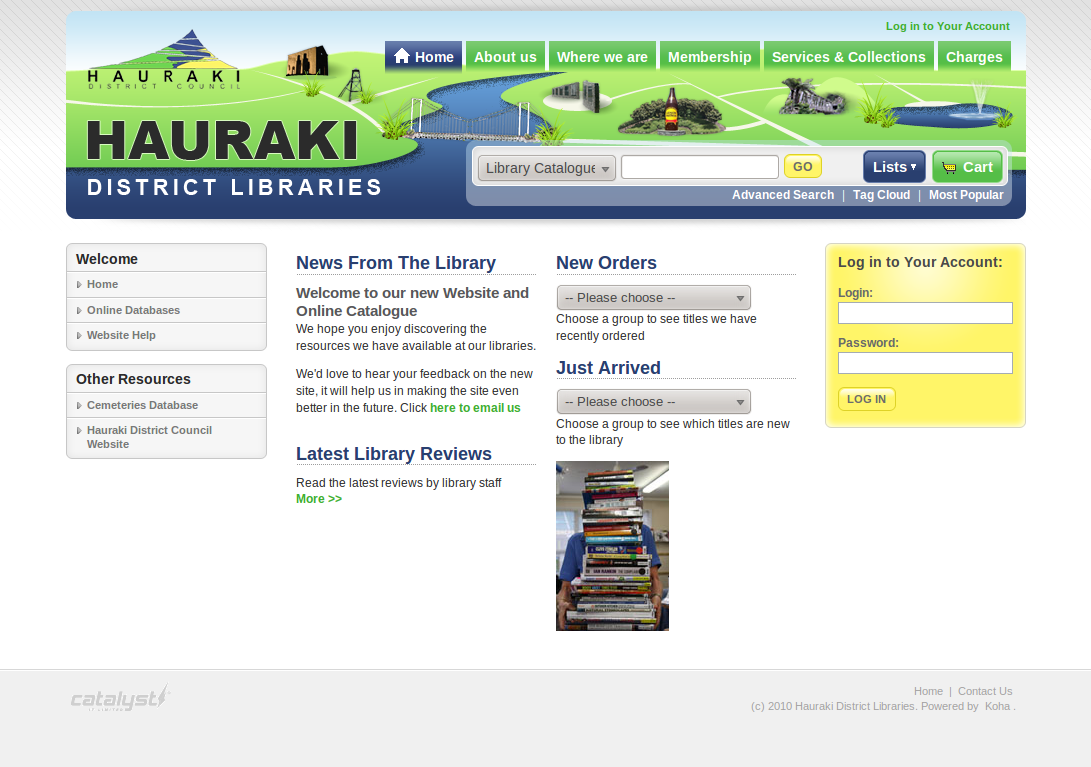 Log in to Your Account
HAURAKI
DISTRICT COUNCIL
Home
About us
Where we are
Membership
Services & Collections
Charges
HAURAKI
DISTRICT LIBRARIES
Library Catalogue
GO
Lists
Cart
Advanced Search | Tag Cloud | Most Popular
Welcome
Home
Online Databases
Website Help
Other Resources
Cemeteries Database
Hauraki District Council
Website
News From The Library
Welcome to our new Website and
Online Catalogue
We hope you enjoy discovering the
resources we have available at our libraries.
We'd love to hear your feedback on the new
site, it will help us in making the site even
better in the future. Click here to email us
Latest Library Reviews
Read the latest reviews by library staff
More >>
New Orders
-- Please choose --
Choose a group to see titles we have
recently ordered
Just Arrived
-- Please choose --
Choose a group to see which titles are new
to the library
Log in to Your Account:
Login:
Password:
LOG IN
catalyst
IT LIMITED
Home | Contact Us
(c) 2010 Hauraki District Libraries. Powered by Koha .